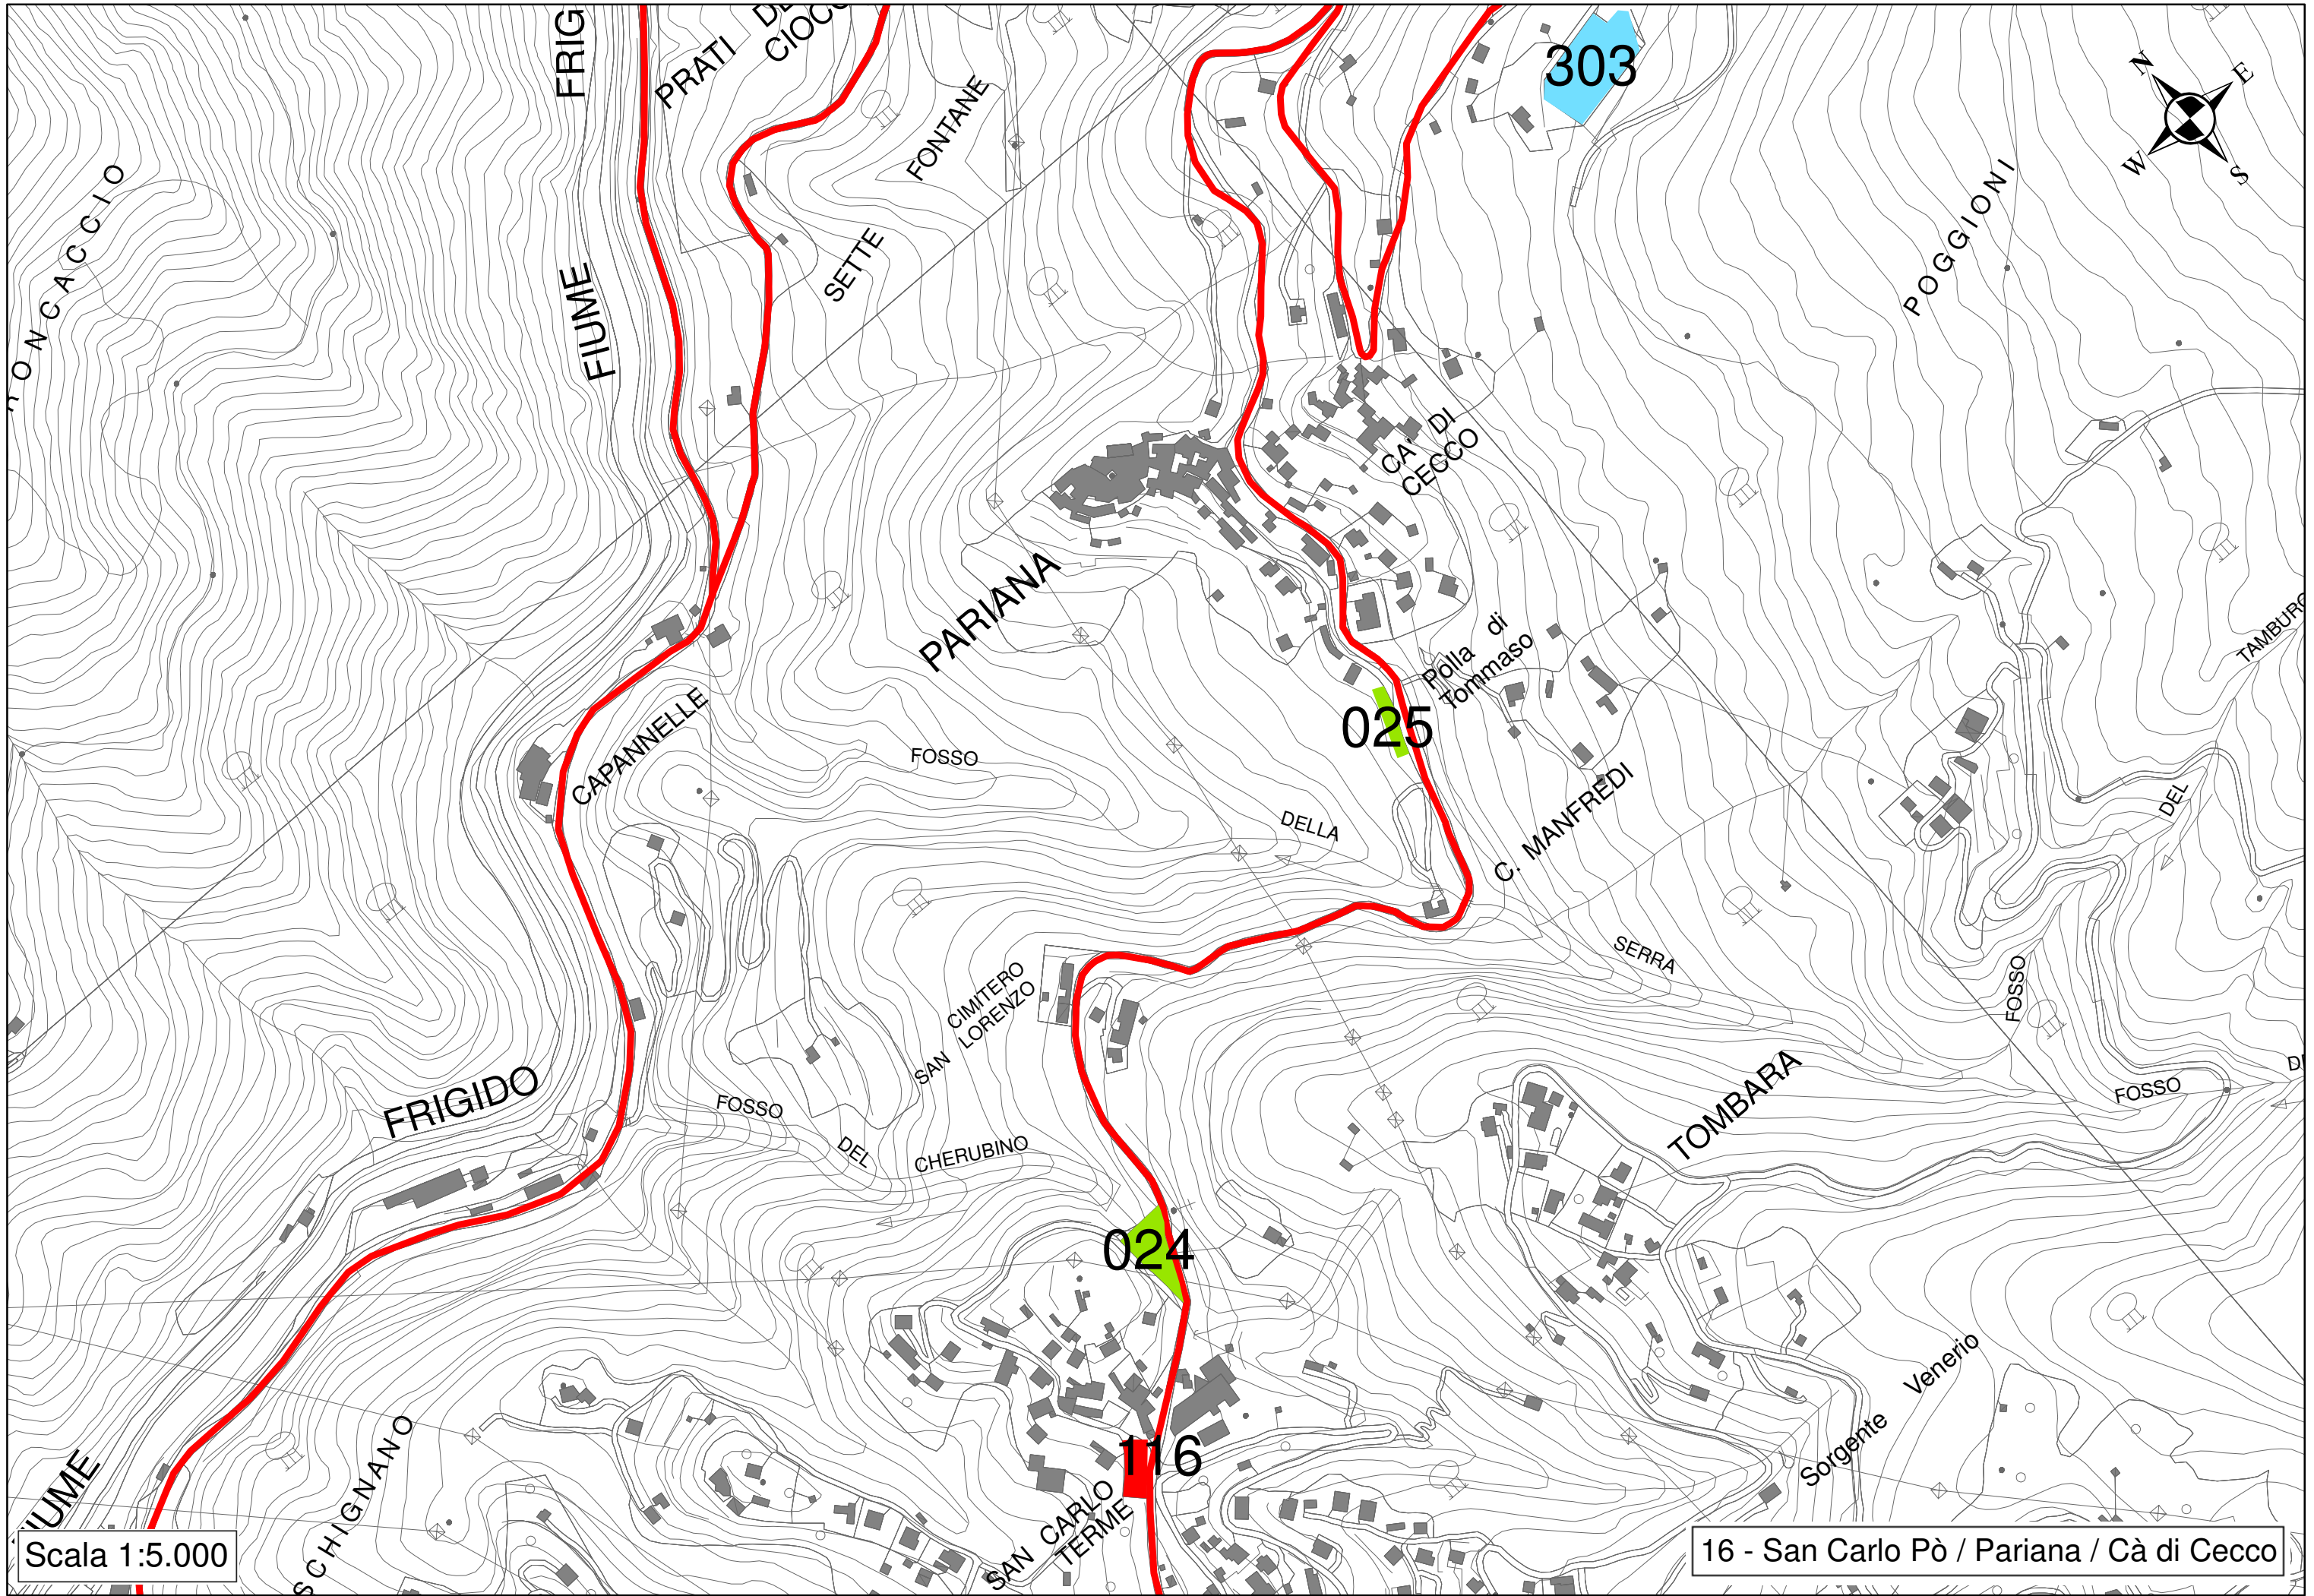 FRIG
PRATI
CIOCC
303
N
E
W
S
FONTANE
SETTE
FIUME
RONCACCIO
POGGIONI
CA' DI
CECCO
PARIANA
TAMBURO
Polla di
Tommaso
025
CAPANNELLE
FOSSO
DELLA
C. MANFREDI
DEL
SERRA
FOSSO
CIMITERO
SAN LORENZO
FRIGIDO
FOSSO
DEL
CHERUBINO
TOMBARA
FOSSO
024
Sorgente Venerio
116
SAN CARLO
TERME
FIUME
SCHIGNANO
Scala 1:5.000
16 - San Carlo Pò / Pariana / Cà di Cecco